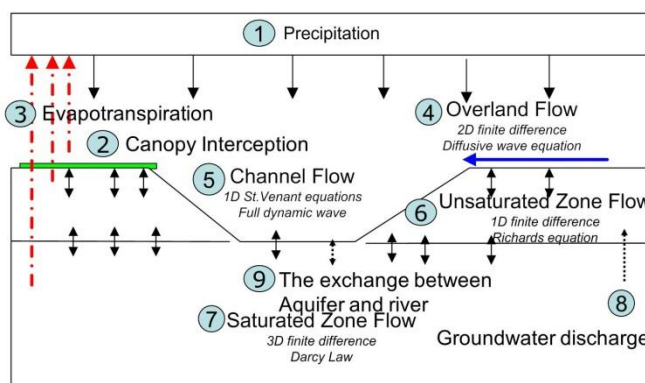 1 Precipitation
3 Evapotranspiration
4 Overland Flow
2D finite difference
Diffusive wave equation
2 Canopy Interception
5 Channel Flow
1D St.Venant equations
Full dynamic wave
6 Unsaturated Zone Flow
1D finite difference
Richards equation
9 The exchange between
Aquifer and river
7 Saturated Zone Flow
3D finite difference
Darcy Law
8
Groundwater discharge